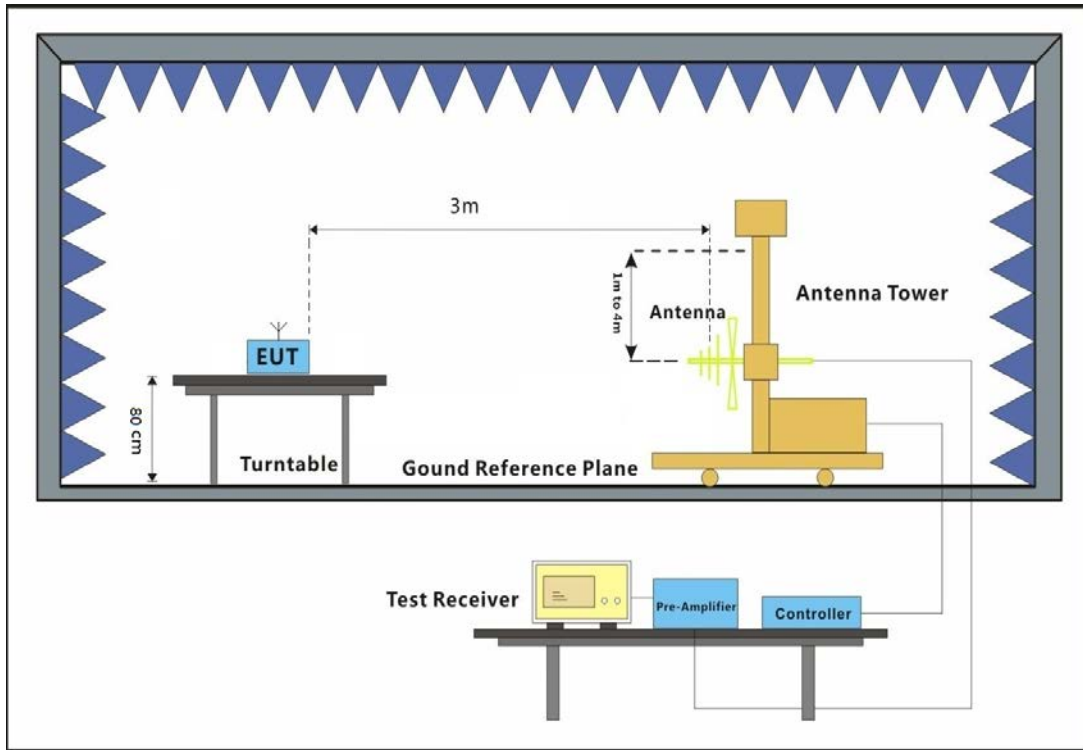 3m
1m to 4m
Antenna
Antenna Tower
EUT
80 cm
Turntable
Gound Reference Plane
Test Receiver
Pre-Amplifier
Controller